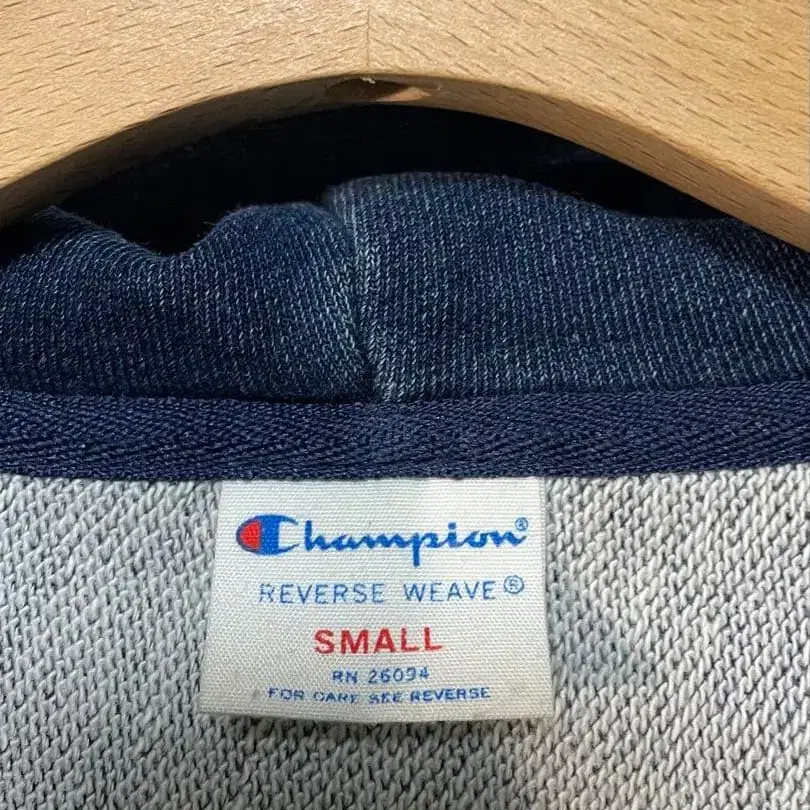 Champion®
REVERSE WEAVE®
SMALL
RN 26094
FOR CARE SEE REVERSE